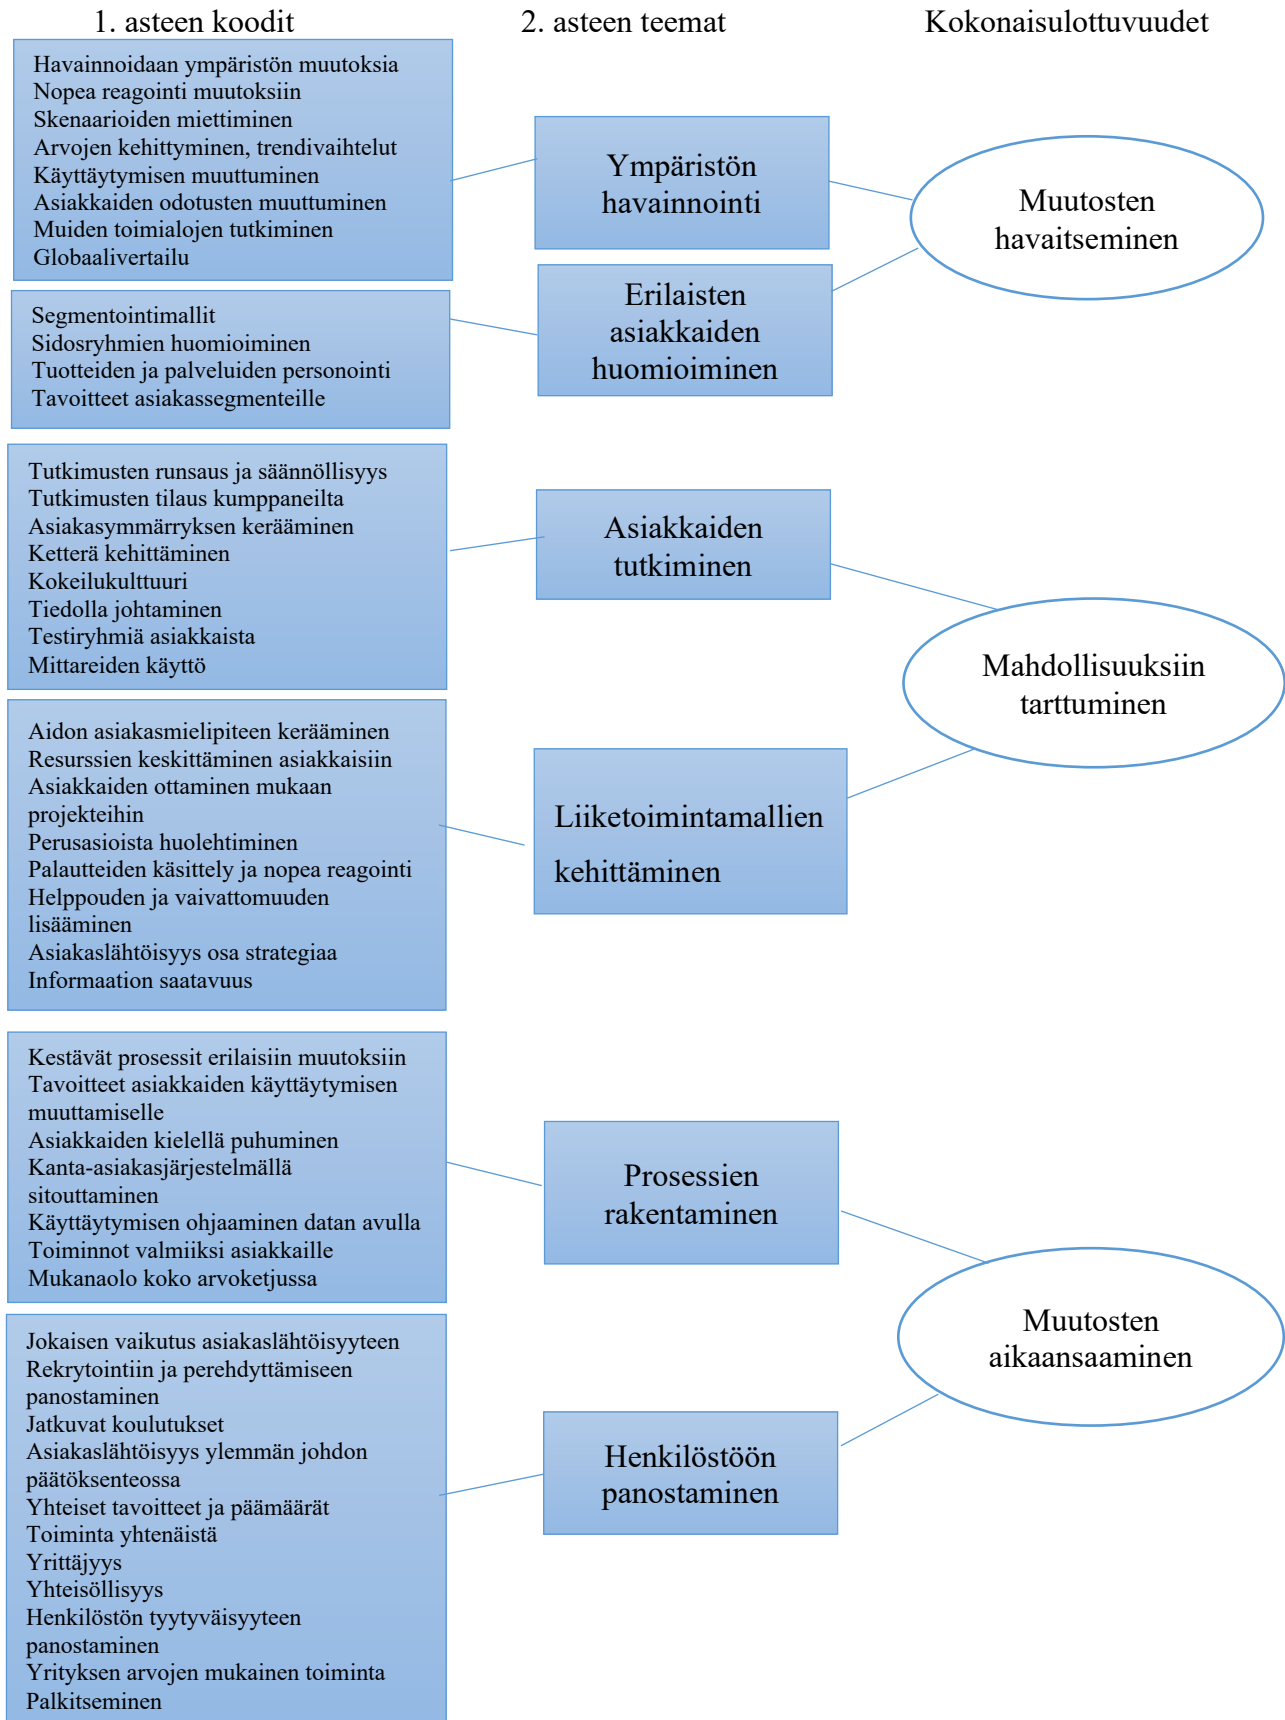 1. asteen koodit
2. asteen teemat
Kokonaisulottuvuudet
Havainnoidaan ympäristön muutoksia
Nopea reagointi muutoksiin
Skenaarioiden miettiminen
Arvojen kehittyminen, trendivaihtelut
Käyttäytymisen muuttuminen
Asiakkaiden odotusten muuttuminen
Muiden toimialojen tutkiminen
Globaalivertailu
Ympäristön
havainnointi
Muutosten
havaitseminen
Segmentointimallit
Sidosryhmien huomioiminen
Tuotteiden ja palveluiden personointi
Tavoitteet asiakassegmenteille
Erilaisten
asiakkaiden
huomioiminen
Tutkimusten runsaus ja säännöllisyys
Tutkimusten tilaus kumppaneilta
Asiakasymmärryksen kerääminen
Ketterä kehittäminen
Kokeilukulttuuri
Tiedolla johtaminen
Testiryhmiä asiakkaista
Mittareiden käyttö
Asiakkaiden
tutkiminen
Mahdollisuuksiin
tarttuminen
Aidon asiakasmielipiteen kerääminen
Resurssien keskittäminen asiakkaisiin
Asiakkaiden ottaminen mukaan
projekteihin
Perusasioista huolehtiminen
Palautteiden käsittely ja nopea reagointi
Helppouden ja vaivattomuuden
lisääminen
Asiakaslähtöisyys osa strategiaa
Informaation saatavuus
Liiketoimintamallien
kehittäminen
Kestävät prosessit erilaisiin muutoksiin
Tavoitteet asiakkaiden käyttäytymisen
muuttamiselle
Asiakkaiden kielellä puhuminen
Kanta-asiakasjärjestelmällä
sitouttaminen
Käyttäytymisen ohjaaminen datan avulla
Toiminnot valmiiksi asiakkaille
Mukanaolo koko arvoketjussa
Prosessien
rakentaminen
Muutosten
aikaansaaminen
Jokaisen vaikutus asiakaslähtöisyyteen
Rekrytointiin ja perehdyttämiseen
panostaminen
Jatkuvat koulutukset
Asiakaslähtöisyys ylemmän johdon
päätöksenteossa
Yhteiset tavoitteet ja päämäärät
Toiminta yhtenäistä
Yrittäjyys
Yhteisöllisyys
Henkilöstön tyytyväisyyteen
panostaminen
Yrityksen arvojen mukainen toiminta
Palkitseminen
Henkilöstöön
panostaminen